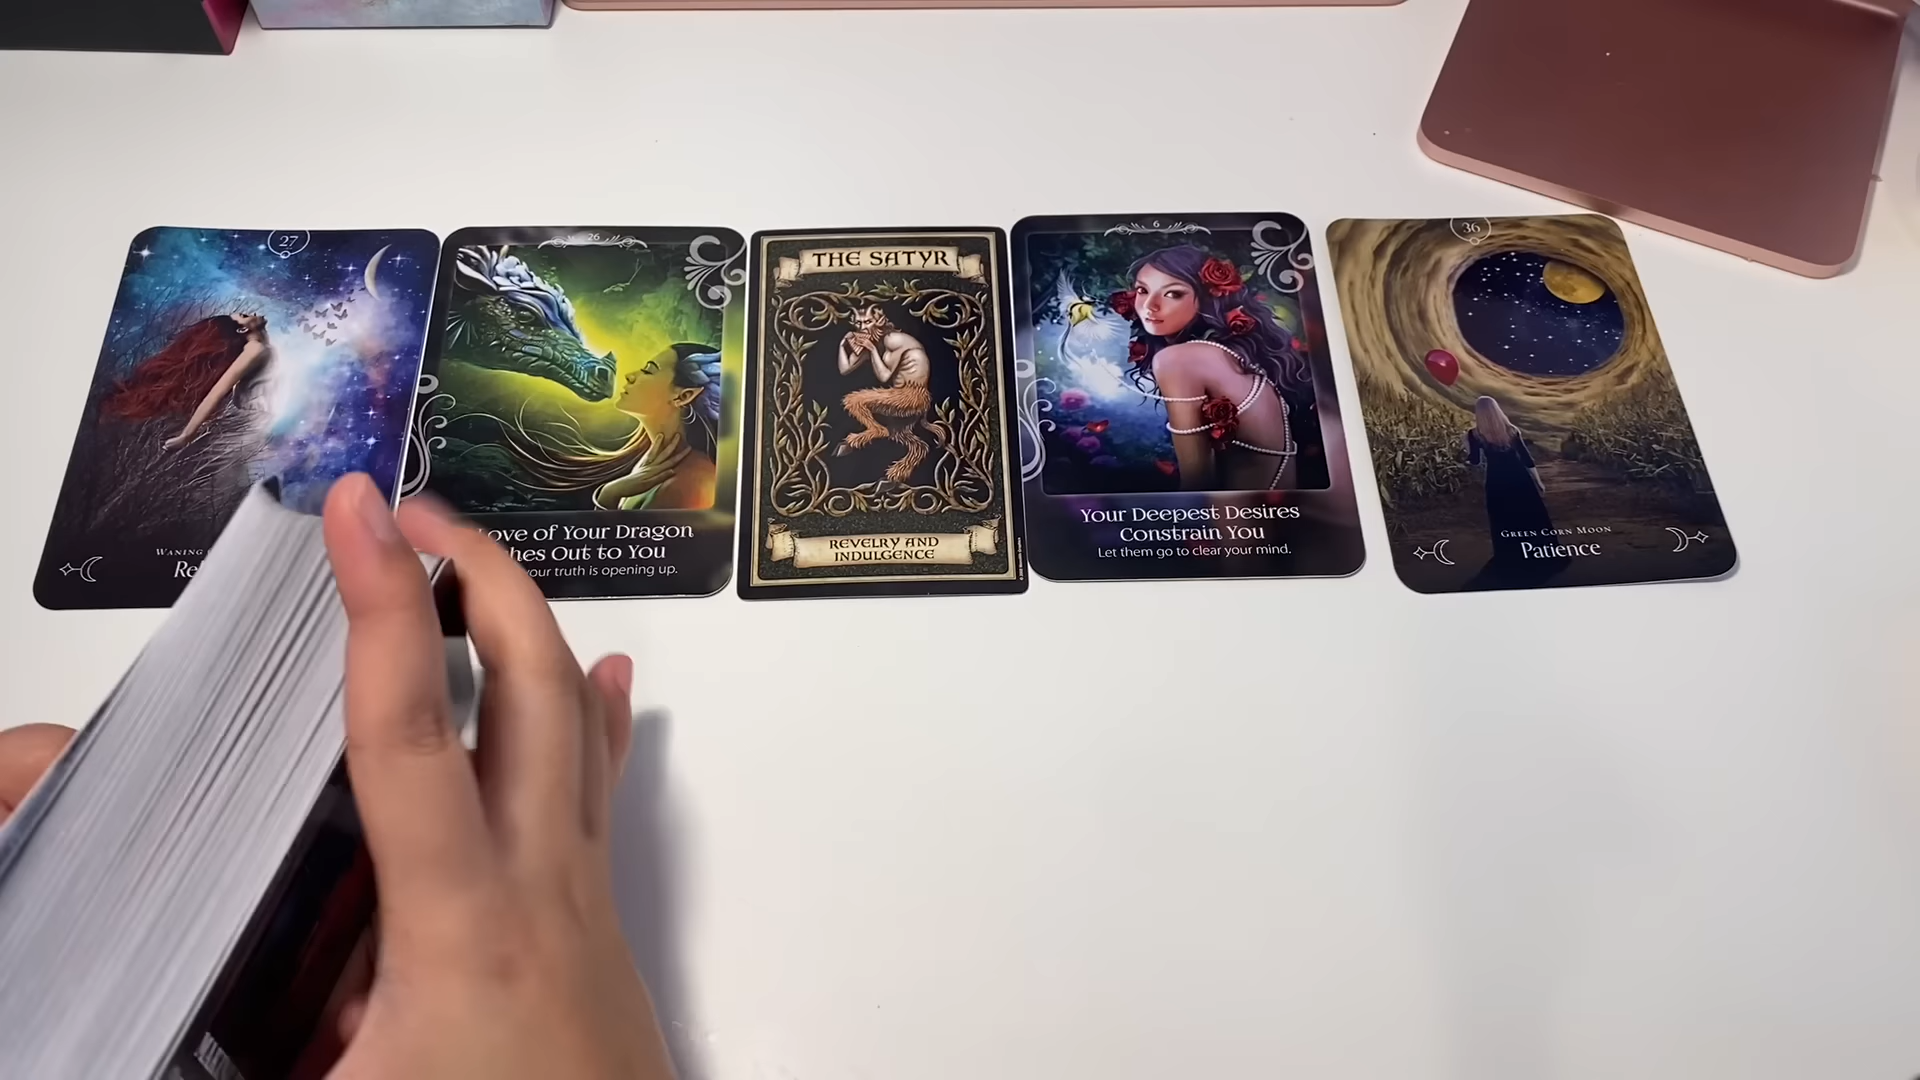 27
WANING
26
Love of Your Dragon
hes Out to You
your truth is opening up.
THE SATYR
REVELRY AND
INDULGENCE
6
Your Deepest Desires
Constrain You
Let them go to clear your mind.
36
GREEN CORN MOON
Patience